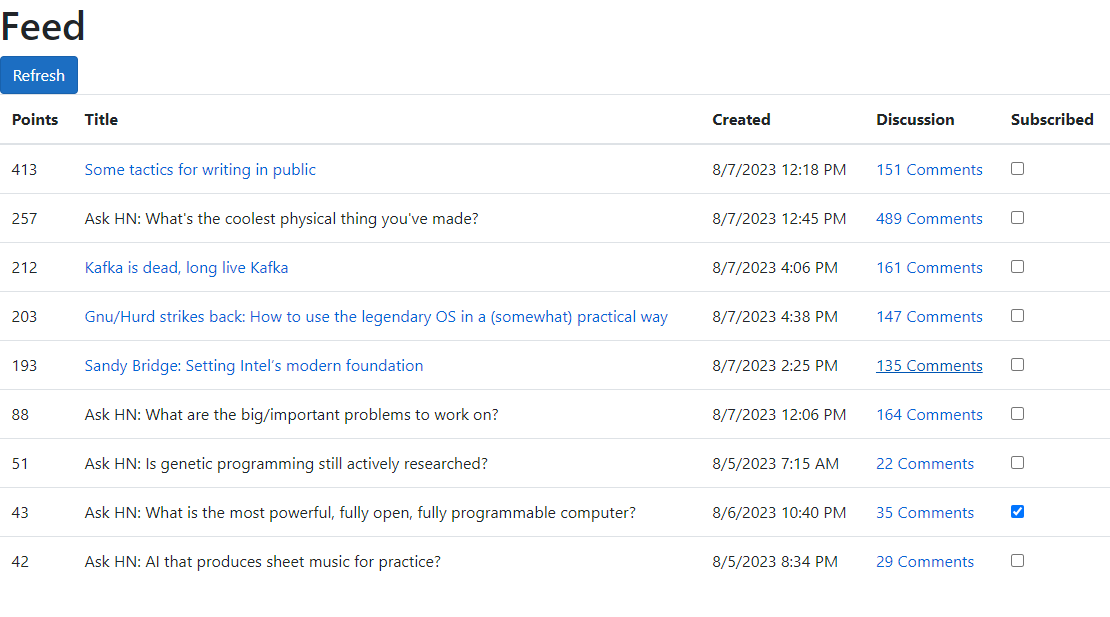 Feed
Refresh
Points Title Created Discussion Subscribed
413 Some tactics for writing in public 8/7/2023 12:18 PM 151 Comments
257 Ask HN: What's the coolest physical thing you've made? 8/7/2023 12:45 PM 489 Comments
212 Kafka is dead, long live Kafka 8/7/2023 4:06 PM 161 Comments
203 Gnu/Hurd strikes back: How to use the legendary OS in a (somewhat) practical way 8/7/2023 4:38 PM 147 Comments
193 Sandy Bridge: Setting Intel’s modern foundation 8/7/2023 2:25 PM 135 Comments
88 Ask HN: What are the big/important problems to work on? 8/7/2023 12:06 PM 164 Comments
51 Ask HN: Is genetic programming still actively researched? 8/5/2023 7:15 AM 22 Comments
43 Ask HN: What is the most powerful, fully open, fully programmable computer? 8/6/2023 10:40 PM 35 Comments
42 Ask HN: AI that produces sheet music for practice? 8/5/2023 8:34 PM 29 Comments